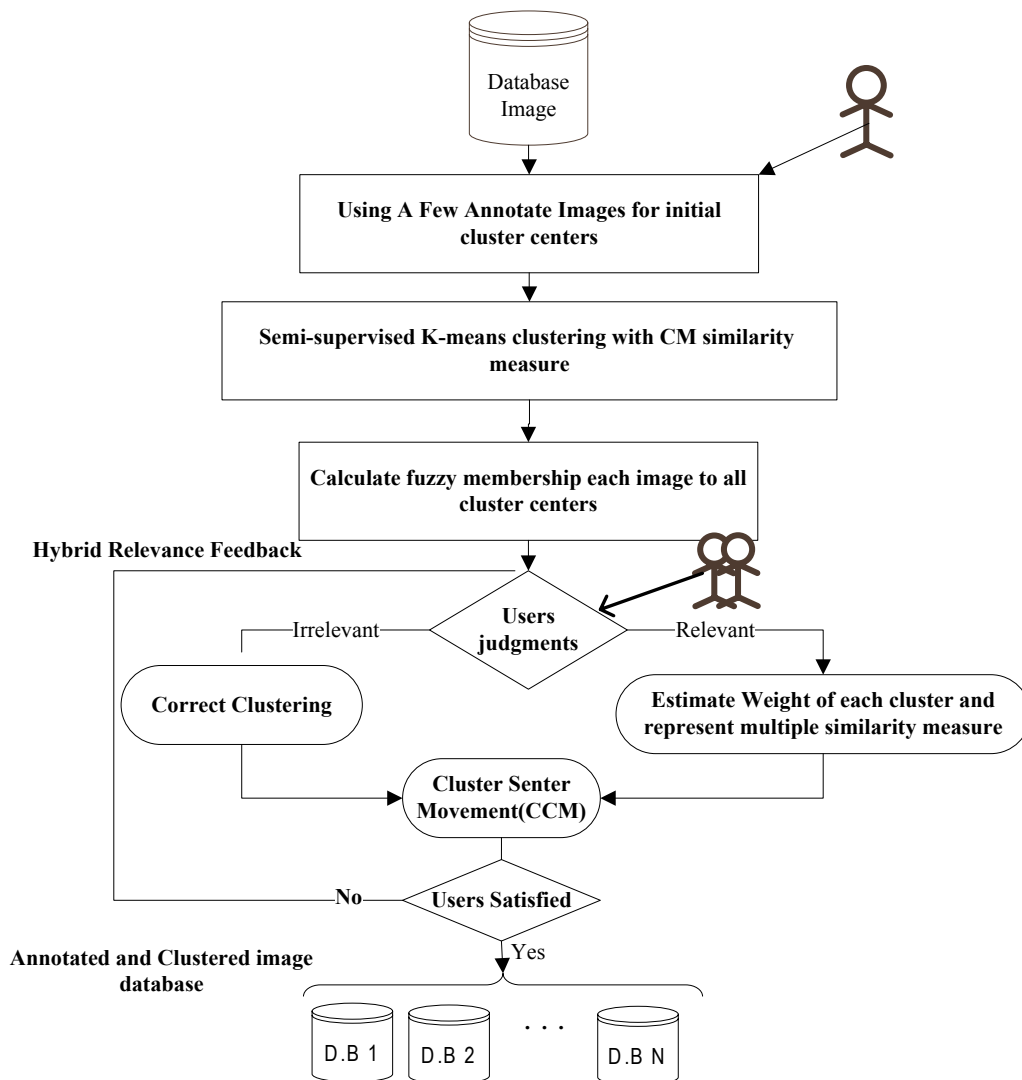 Database
Image
Using A Few Annotate Images for initial
cluster centers
Semi-supervised K-means clustering with CM similarity
measure
Calculate fuzzy membership each image to all
cluster centers
Hybrid Relevance Feedback
Users
judgments
Irrelevant
Relevant
Correct Clustering
Estimate Weight of each cluster and
represent multiple similarity measure
Cluster Senter
Movement(CCM)
No
Users Satisfied
Yes
Annotated and Clustered image
database
D.B 1
D.B 2
. . .
D.B N